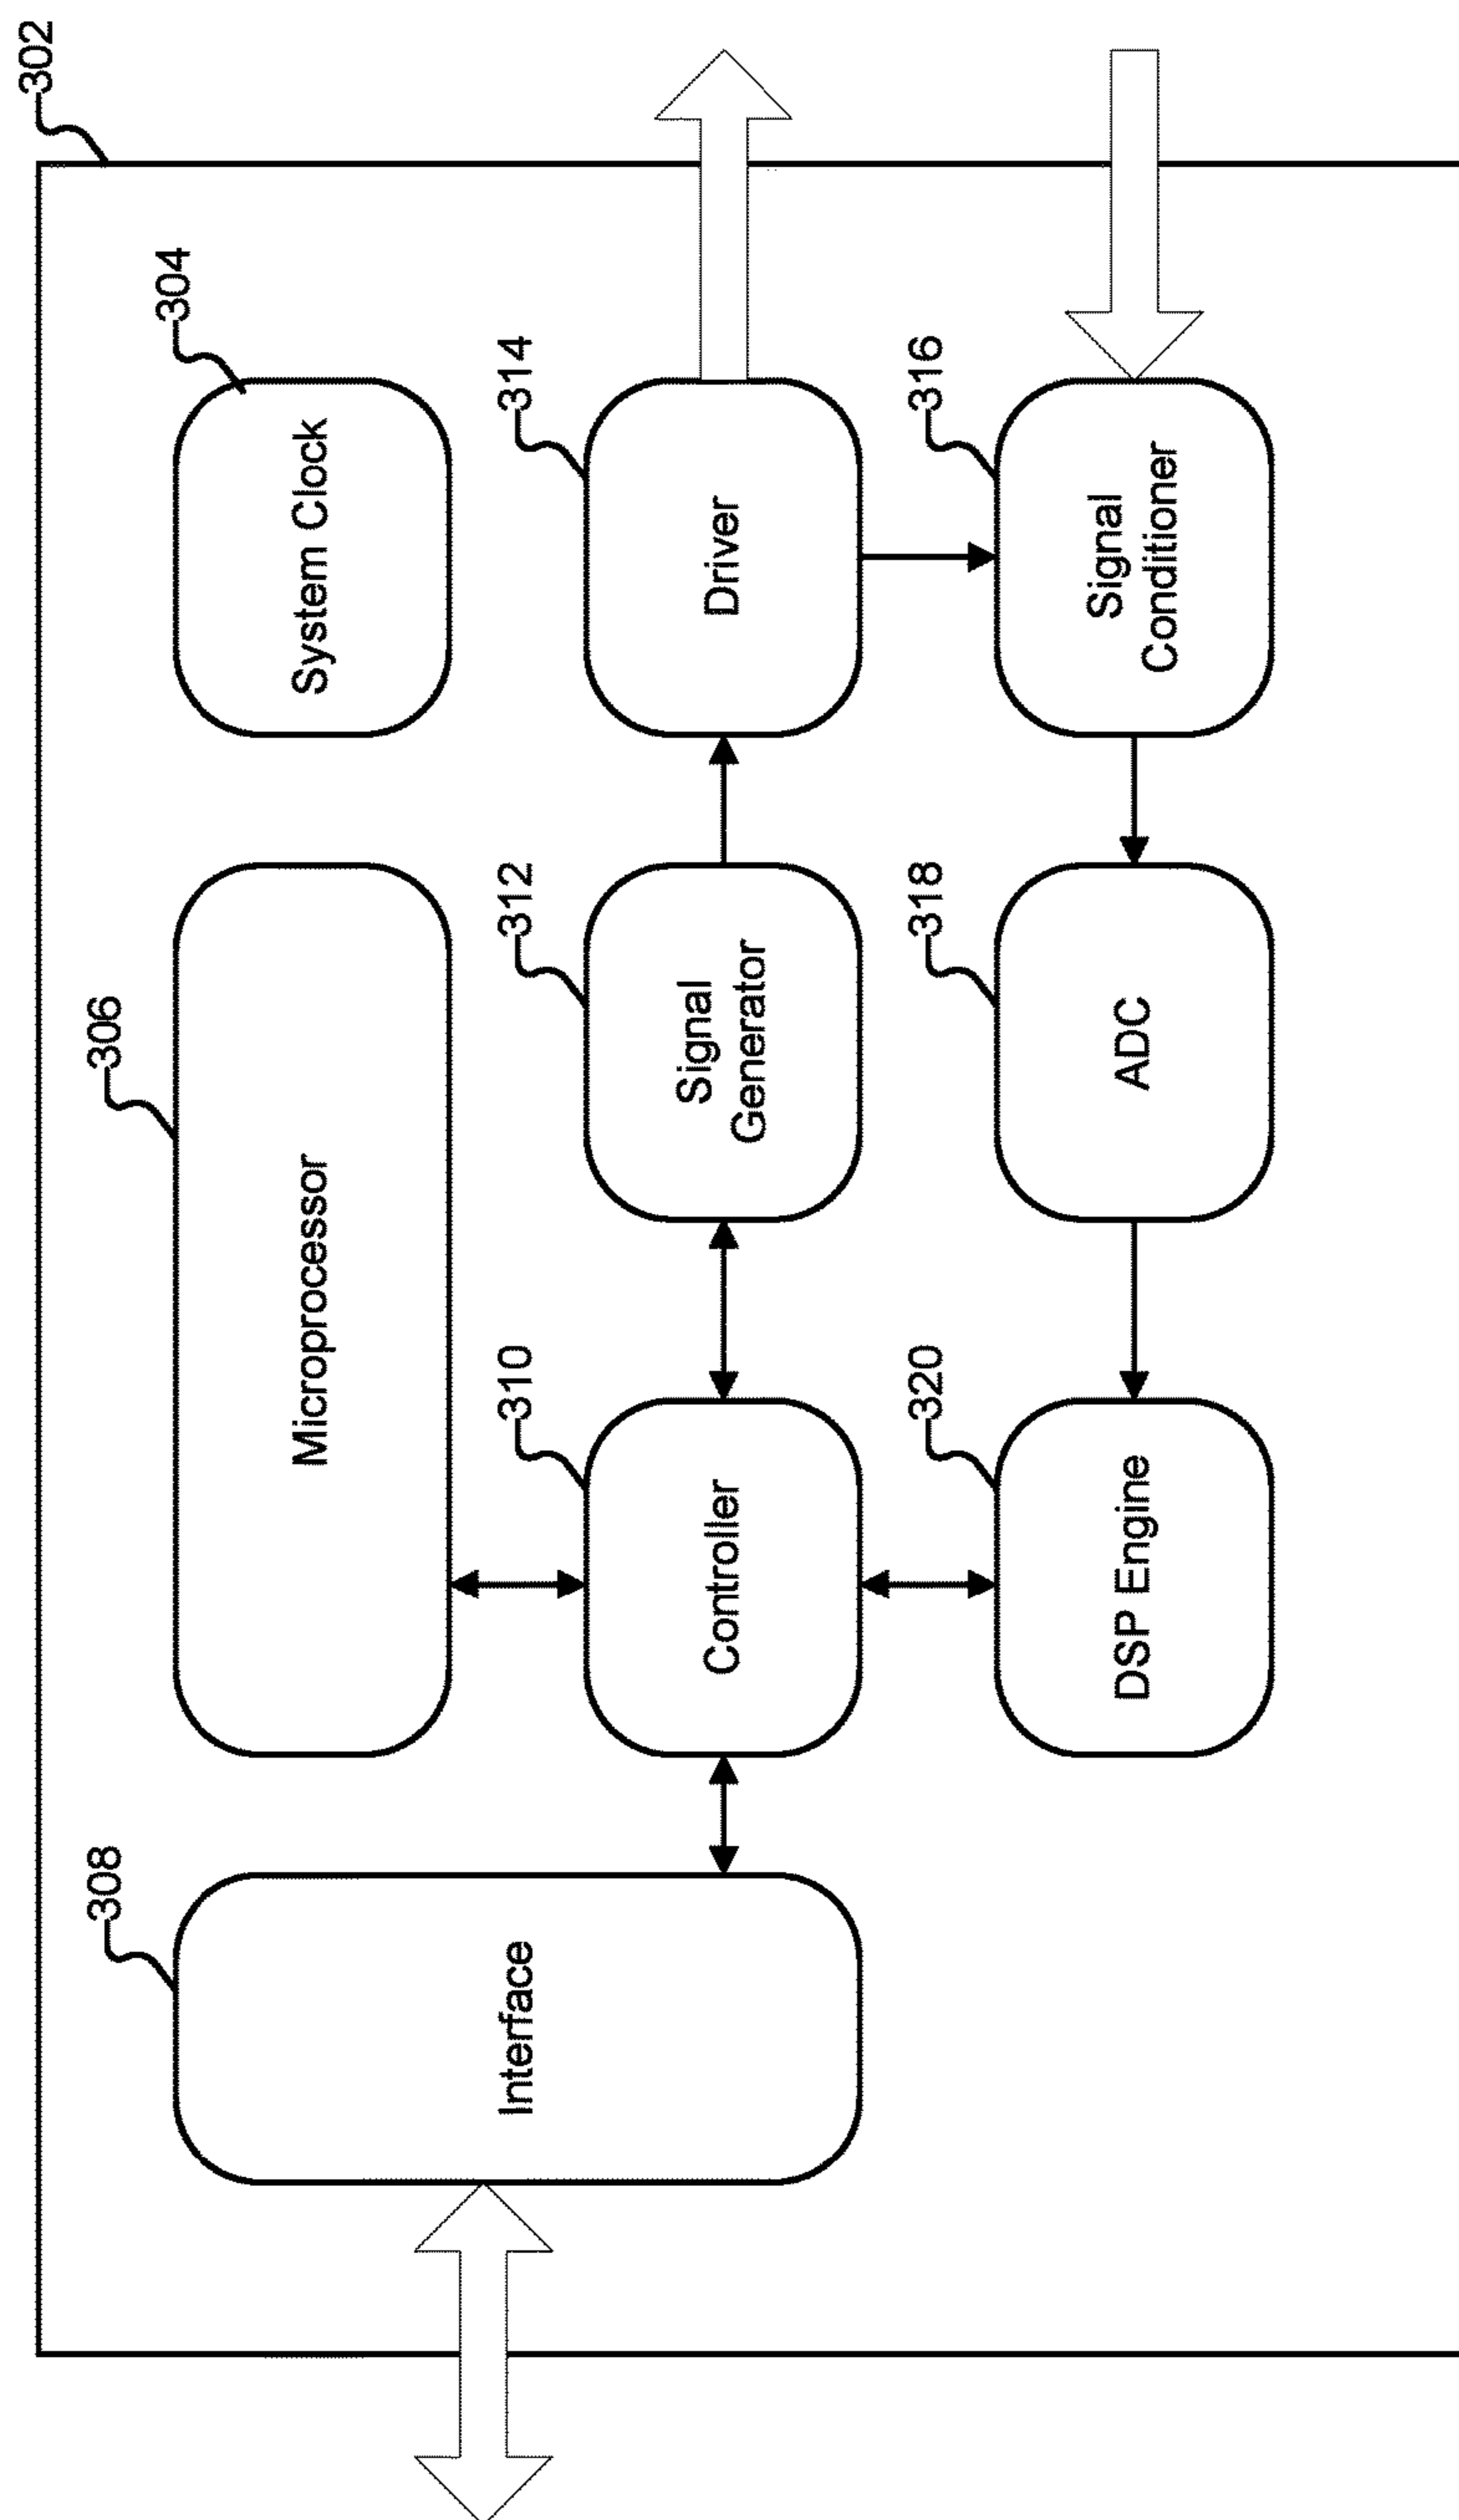 302
306
304
308
Microprocessor
System Clock
310
312
314
Interface
Controller
Signal
Generator
Driver
320
318
316
DSP Engine
ADC
Signal
Conditioner